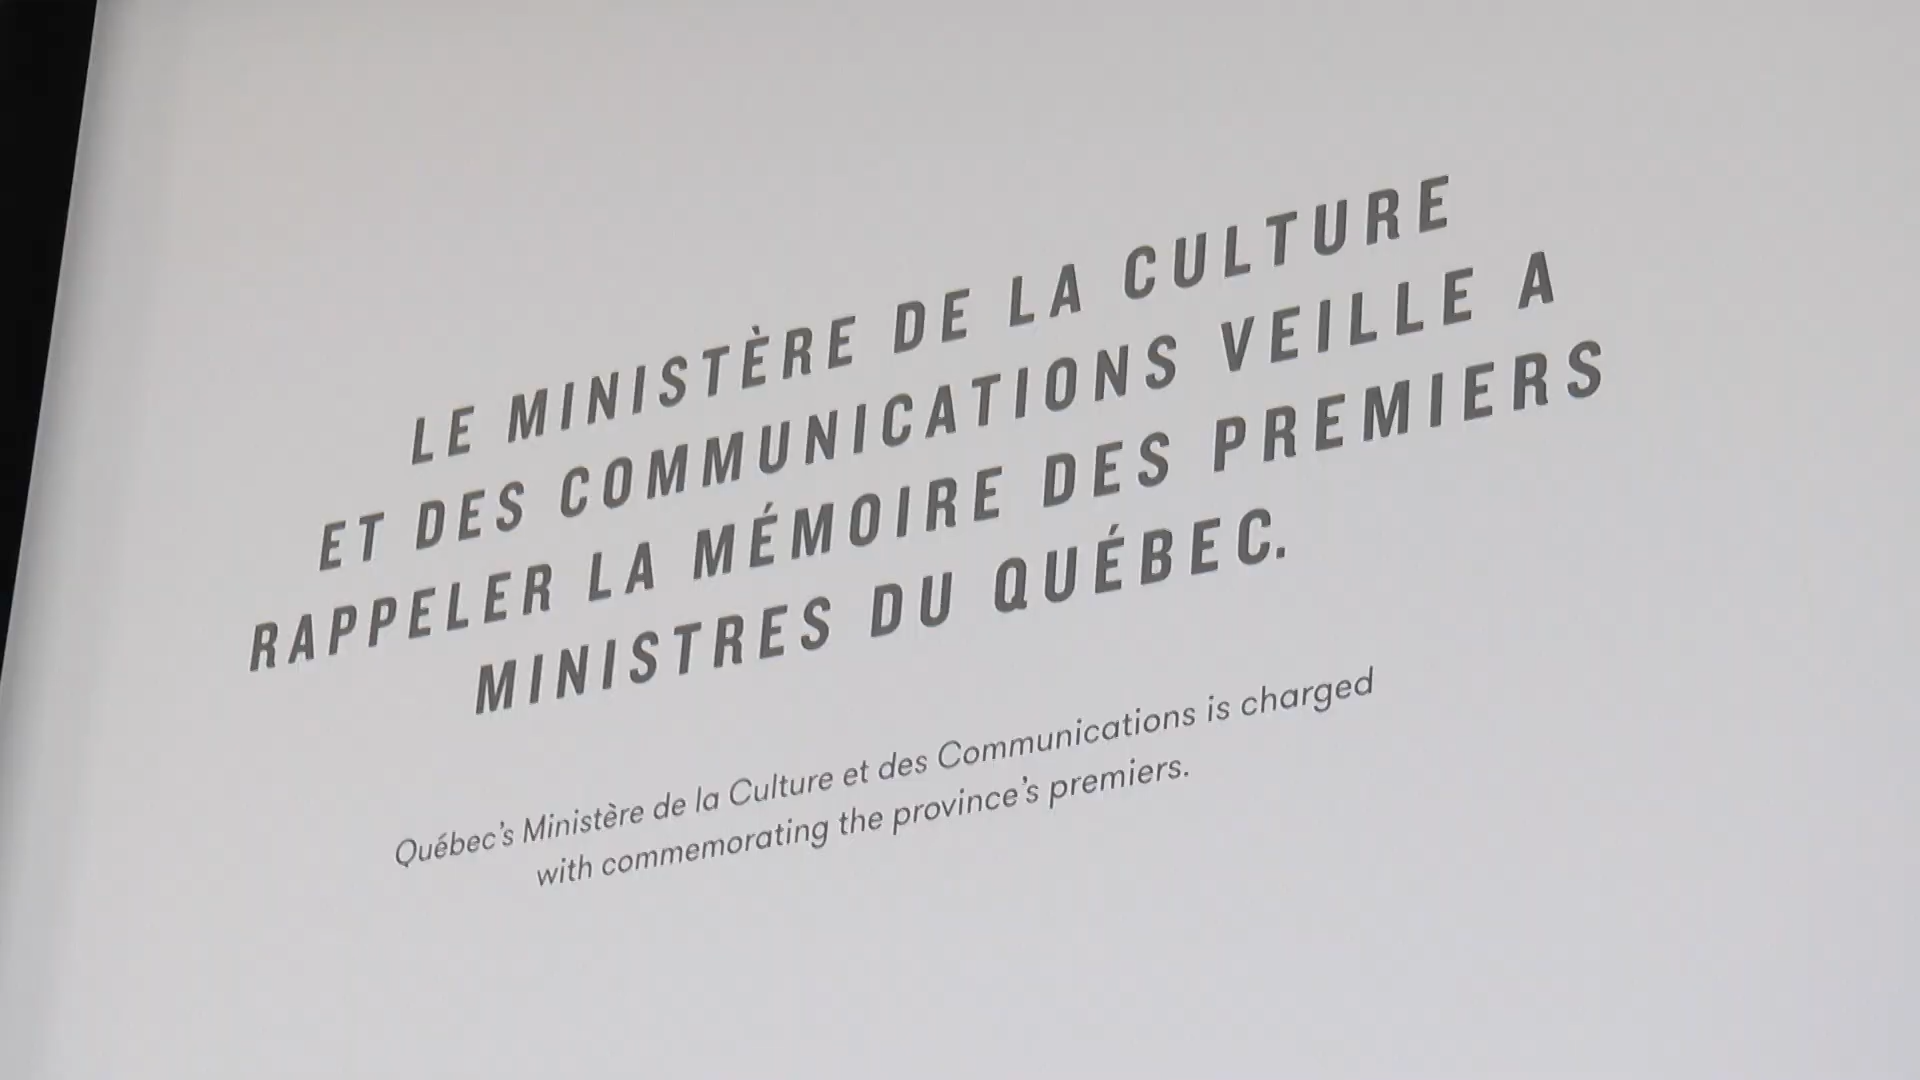 LE MINISTÈRE DE LA CULTURE
ET DES COMMUNICATIONS VEILLE A
RAPPELER LA MÉMOIRE DES PREMIERS
MINISTRES DU QUÉBEC.
Québec’s Ministère de la Culture et des Communications is charged
with commemorating the province’s premiers.